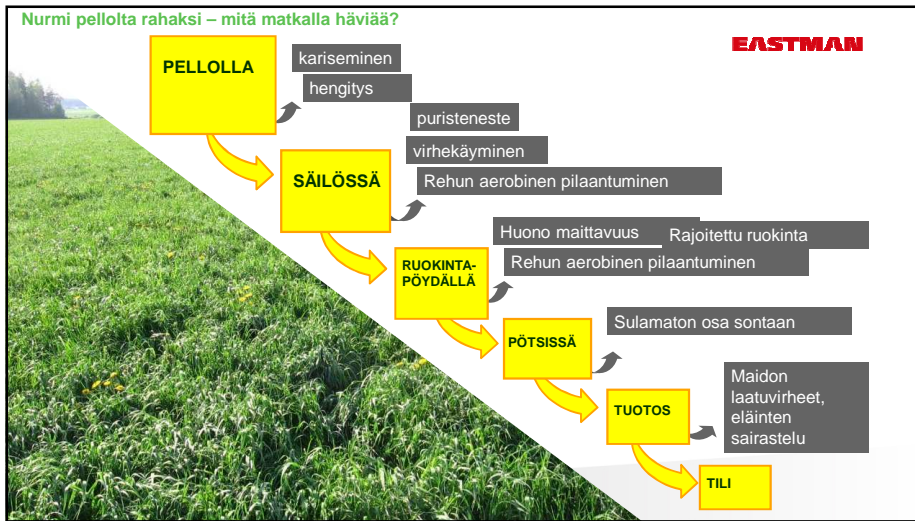 Nurmi pellolta rahaksi – mitä matkalla häviää?
EASTMAN
PELLOLLA
kariseminen
hengitys
puristeneste
virhekäyminen
SÄILÖSSÄ
Rehun aerobinen pilaantuminen
Huono maittavuus
Rajoitettu ruokinta
RUOKINTA-
PÖYDÄLLÄ
Rehun aerobinen pilaantuminen
Sulamaton osa sontaan
PÖTSISSÄ
Maidon
laatuvirheet,
eläinten
sairastelu
TUOTOS
TILI